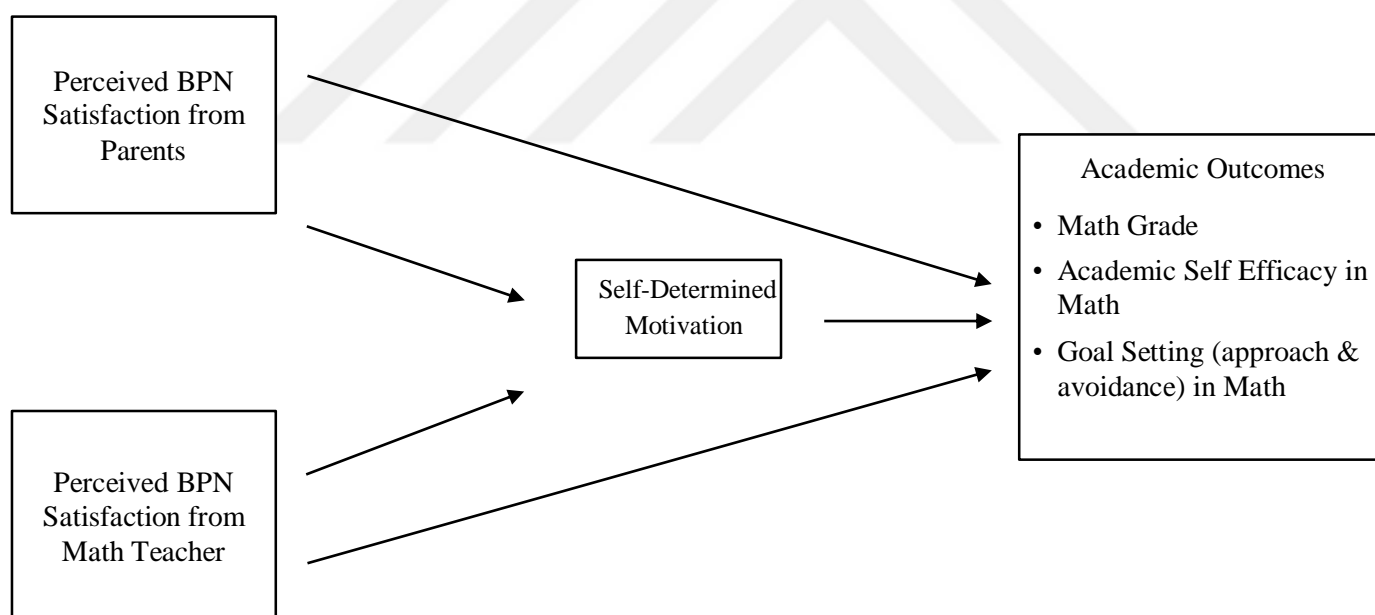 Perceived BPN
Satisfaction from
Parents
Self-Determined
Motivation
Perceived BPN
Satisfaction from
Math Teacher
Academic Outcomes
• Math Grade
• Academic Self Efficacy in
Math
• Goal Setting (approach &
avoidance) in Math